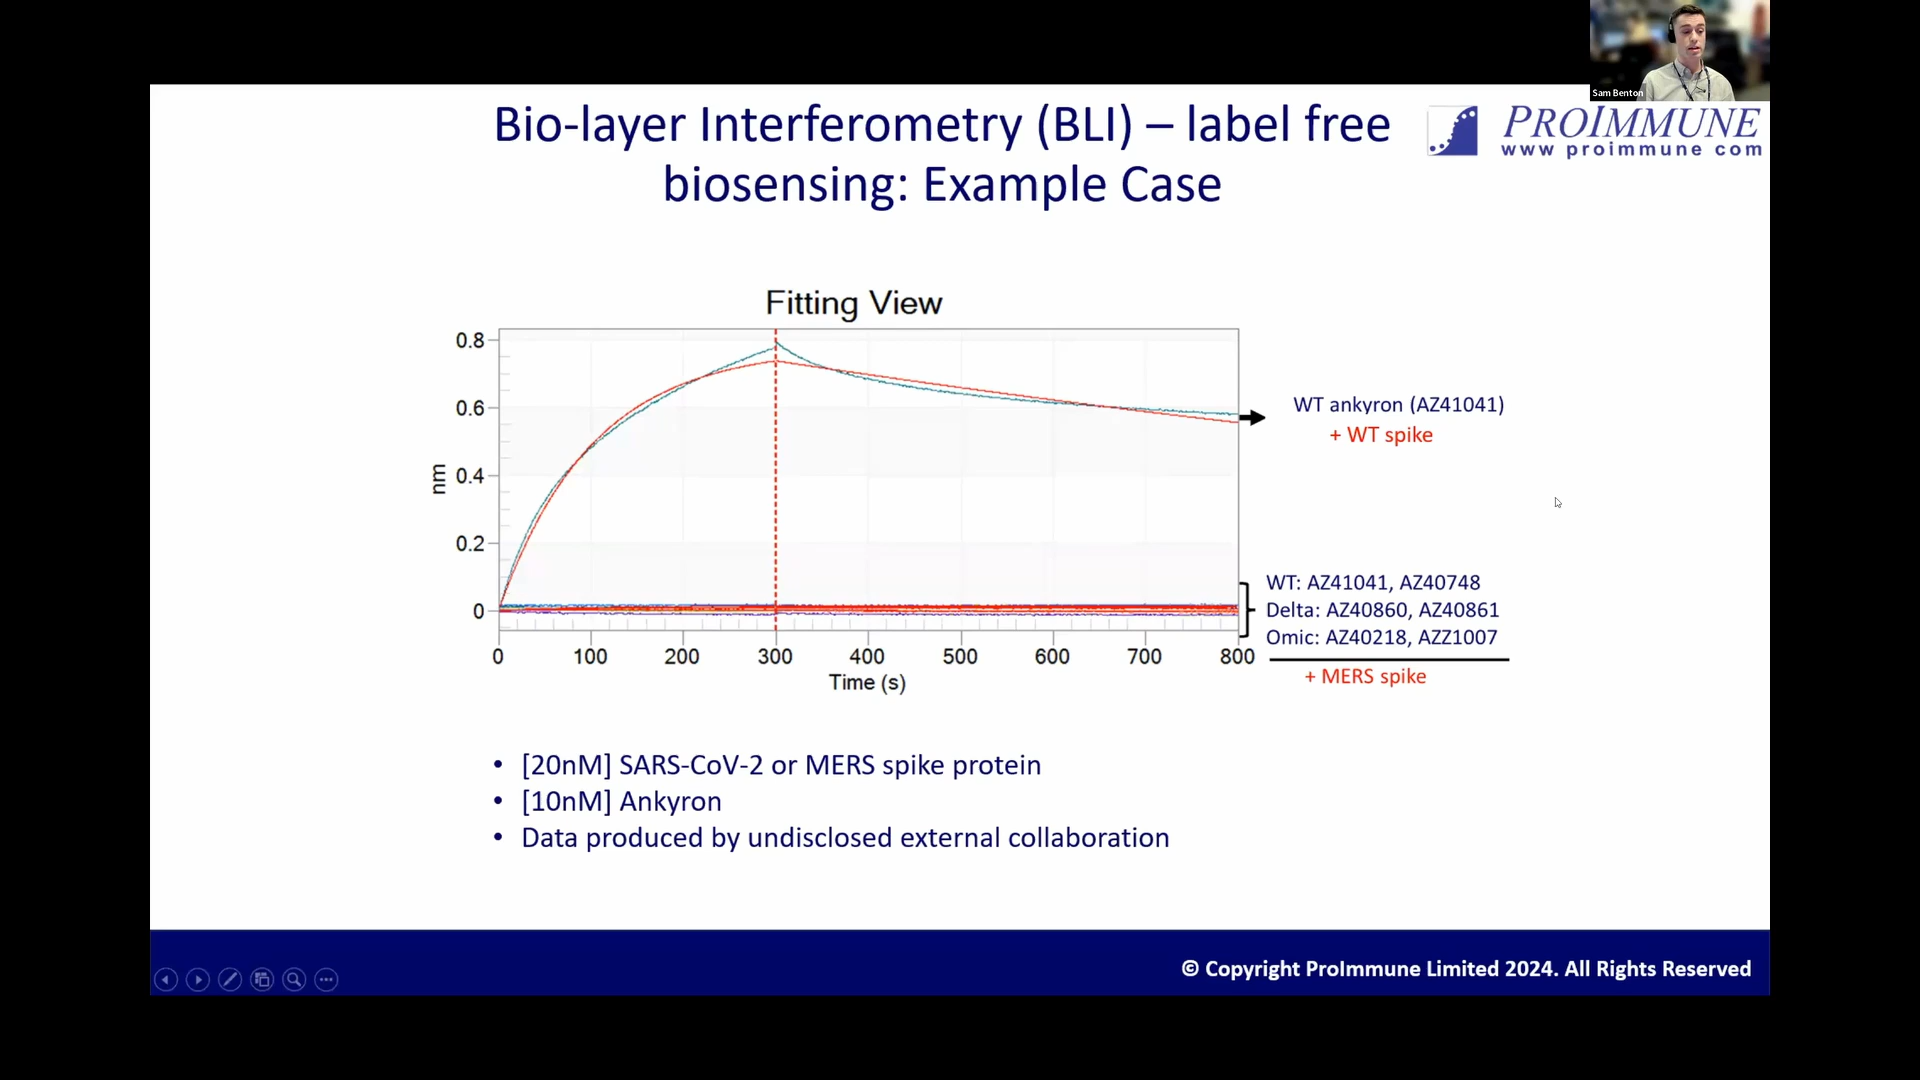 Sam Benton
Bio-layer Interferometry (BLI) – label free
biosensing: Example Case
PROIMMUNE
www proimmune com
Fitting View
0.8
0.6
0.4
0.2
0
nm
0 100 200 300 400 500 600 700 800
Time (s)
WT ankyron (AZ41041)
+ WT spike
WT: AZ41041, AZ40748
Delta: AZ40860, AZ40861
Omic: AZ40218, AZZ1007
+ MERS spike
• [20nM] SARS-CoV-2 or MERS spike protein
• [10nM] Ankyron
• Data produced by undisclosed external collaboration
© Copyright ProImmune Limited 2024. All Rights Reserved